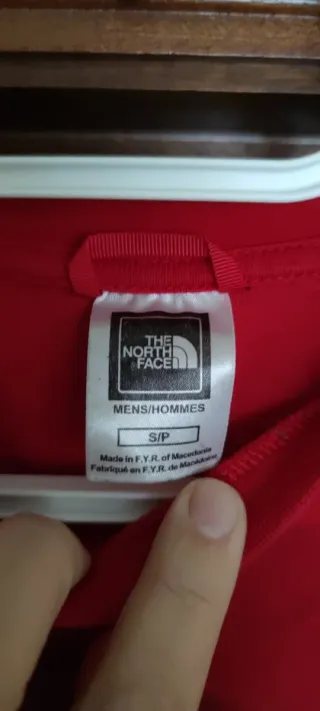 THE
NORTH
FACE
MENS/HOMMES
S/P
Made in F.Y.R. of Macedonia
Fabriqué en F.Y.R. de Macédoine